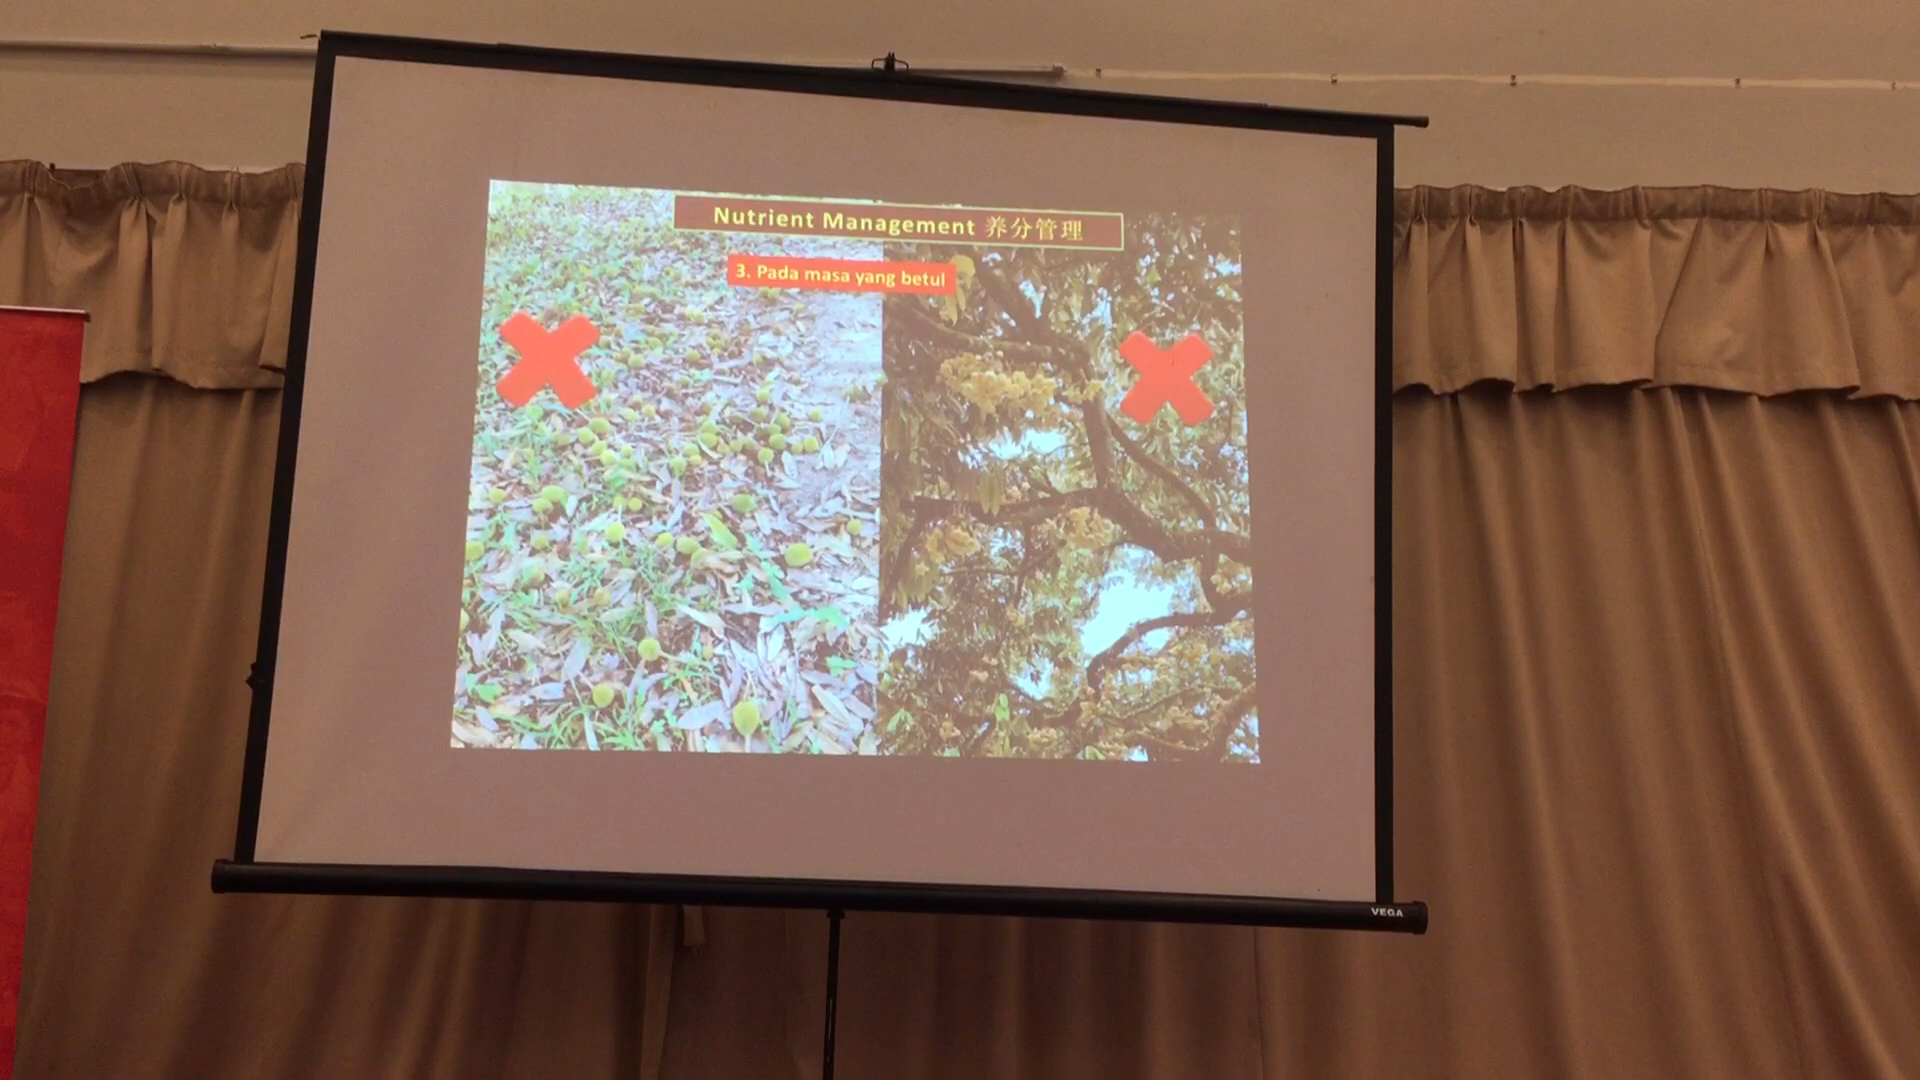 Nutrient Management 养分管理
3. Pada masa yang betul
VEGA